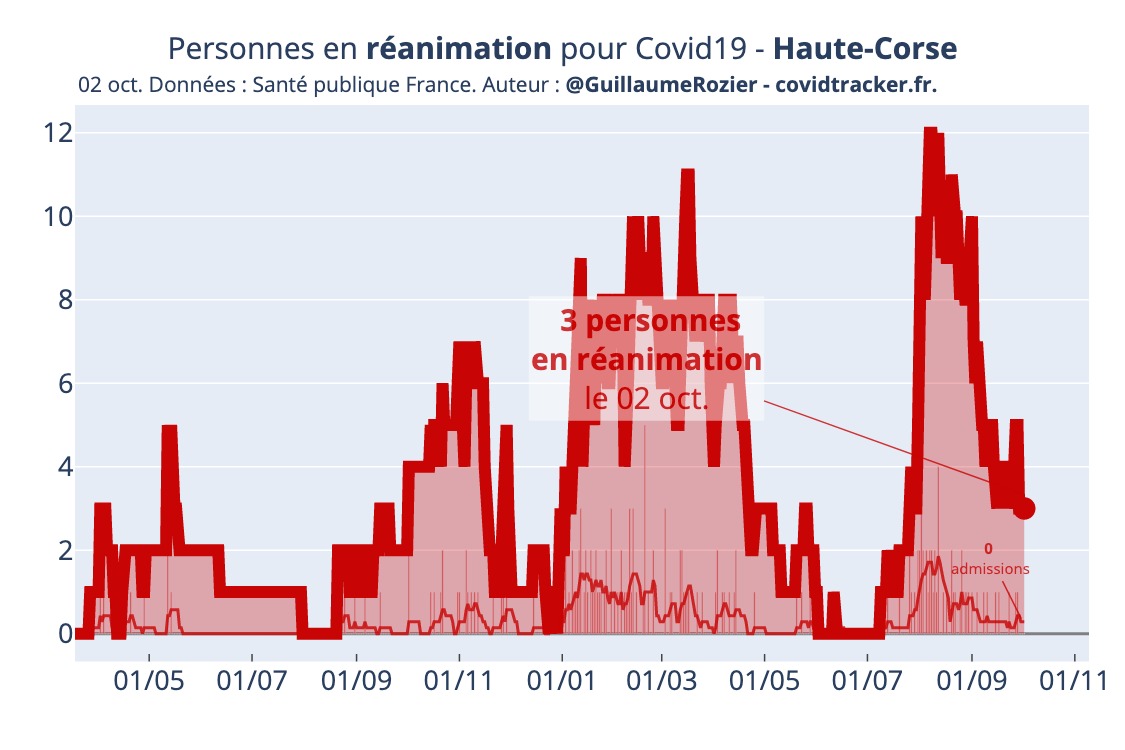 Personnes en réanimation pour Covid19 - Haute-Corse
02 oct. Données : Santé publique France. Auteur : @GuillaumeRozier - covidtracker.fr.
12
10
8
6
4
2
0
3 personnes
en réanimation
le 02 oct.
0
admissions
01/05 01/07 01/09 01/11 01/01 01/03 01/05 01/07 01/09 01/11